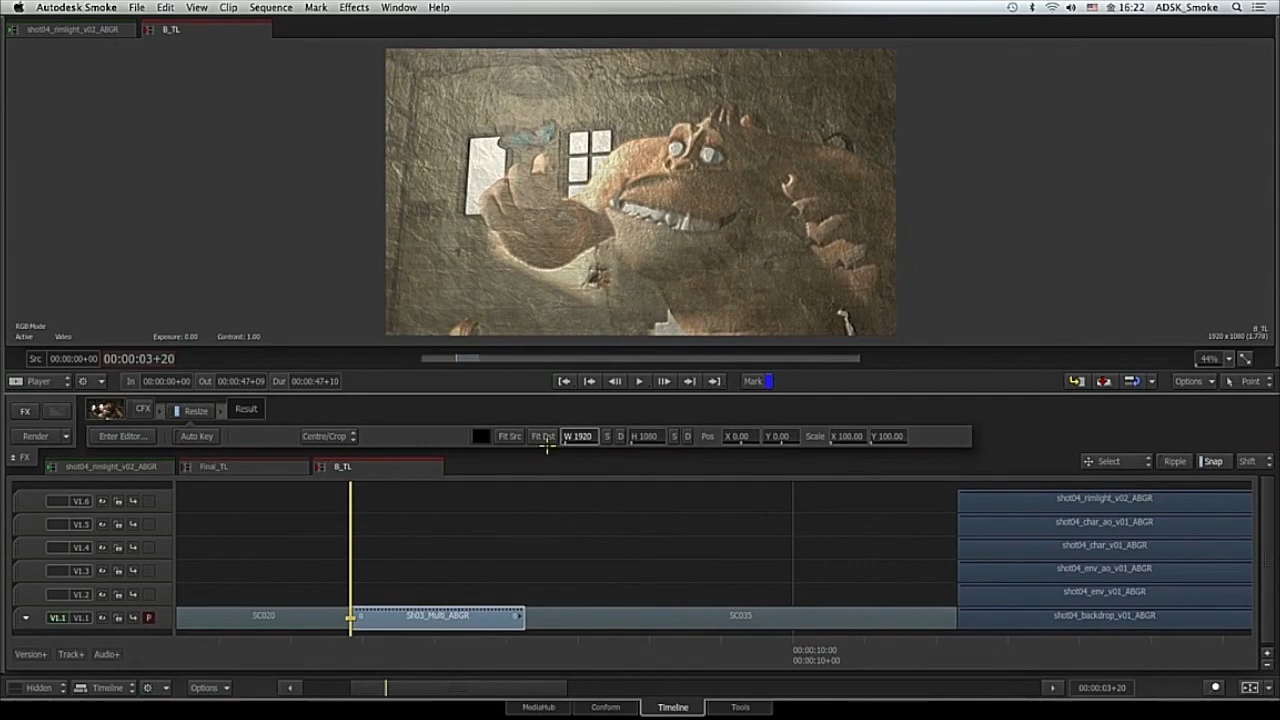 Autodesk Smoke File Edit View Clip Sequence Mark Effects Window Help 金 16:22 ADSK_Smoke
shot04_rimlight_v02_ABGR B_TL
RGB Mode
Active Video Exposure: 0.00 Contrast: 1.00
B_TL
1920 x 1080 (1.778)
Src 00:00:00+00 00:00:03+20 44%
Player In 00:00:00+00 Out 00:00:47+09 Dur 00:00:47+10 Mark Options Point
FX CFX Resize Result
Render Enter Editor... Auto Key Centre/Crop Fit Src Fit Dst W 1920 S D H 1080 S D Pos X 0.00 Y 0.00 Scale X 100.00 Y 100.00
FX shot04_rimlight_v02_ABGR Final_TL B_TL Select Ripple Snap Shift
V1.6 shot04_rimlight_v02_ABGR
V1.5 shot04_char_ao_v01_ABGR
V1.4 shot04_char_v01_ABGR
V1.3 shot04_env_ao_v01_ABGR
V1.2 shot04_env_v01_ABGR
V1.1 V1.1 P SC020 Sh03_Multi_ABGR SC035 shot04_backdrop_v01_ABGR
Version+ Track+ Audio+ 00:00:10:00
00:00:10+00
Hidden Timeline Options 00:00:03+20
MediaHub Conform Timeline Tools